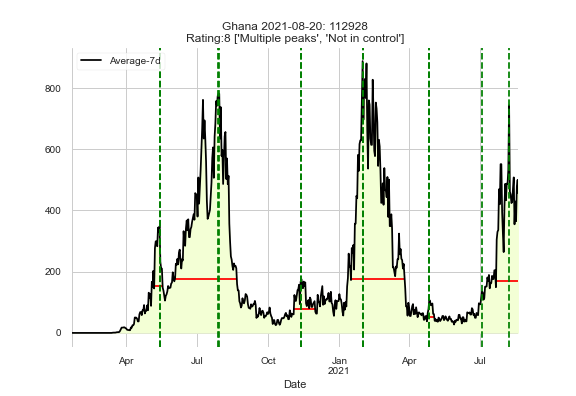 Ghana 2021-08-20: 112928
Rating:8 ['Multiple peaks', 'Not in control']
Average-7d
800
600
400
200
0
Apr
Jul
Oct
Jan
2021
Apr
Jul
Date